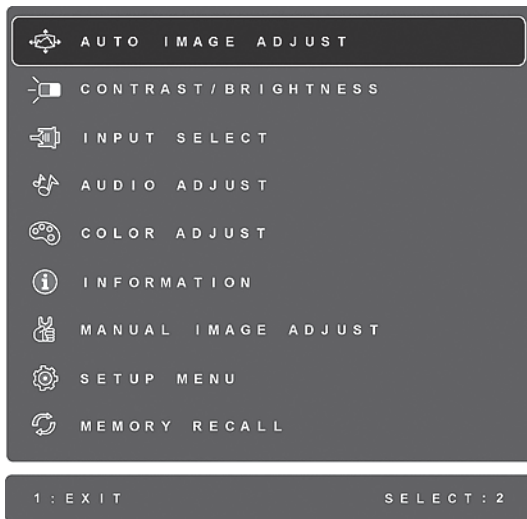 AUTO IMAGE ADJUST
CONTRAST/BRIGHTNESS
INPUT SELECT
AUDIO ADJUST
COLOR ADJUST
INFORMATION
MANUAL IMAGE ADJUST
SETUP MENU
MEMORY RECALL
1:EXIT SELECT:2